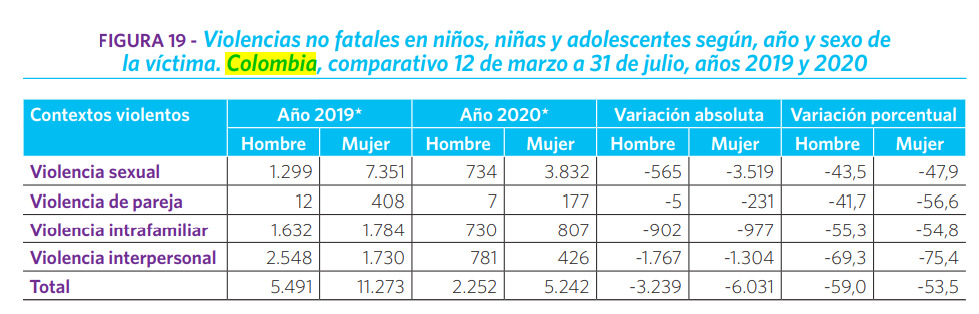 FIGURA 19 - Violencias no fatales en niños, niñas y adolescentes según, año y sexo de
la víctima. Colombia, comparativo 12 de marzo a 31 de julio, años 2019 y 2020
Contextos violentos Año 2019* Año 2020* Variación absoluta Variación porcentual
Hombre Mujer Hombre Mujer Hombre Mujer Hombre Mujer
Violencia sexual 1.299 7.351 734 3.832 -565 -3.519 -43,5 -47,9
Violencia de pareja 12 408 7 177 -5 -231 -41,7 -56,6
Violencia intrafamiliar 1.632 1.784 730 807 -902 -977 -55,3 -54,8
Violencia interpersonal 2.548 1.730 781 426 -1.767 -1.304 -69,3 -75,4
Total 5.491 11.273 2.252 5.242 -3.239 -6.031 -59,0 -53,5